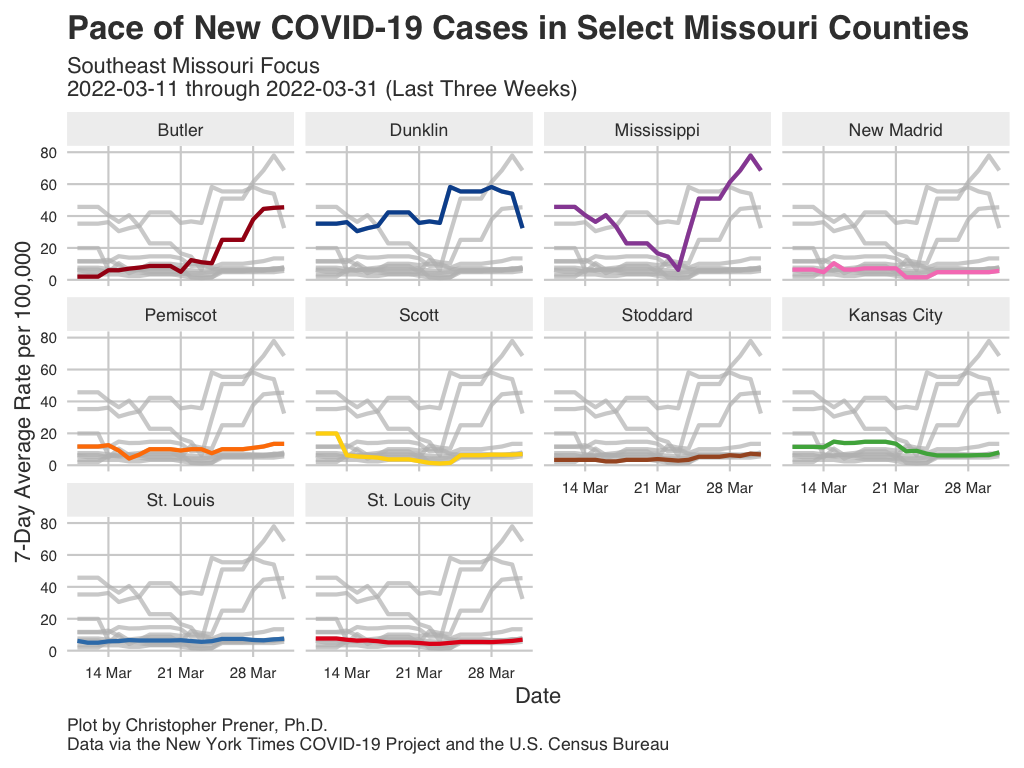 Pace of New COVID-19 Cases in Select Missouri Counties
Southeast Missouri Focus
2022-03-11 through 2022-03-31 (Last Three Weeks)
Butler
Dunklin
Mississippi
New Madrid
80
60
40
20
0
Pemiscot
Scott
Stoddard
Kansas City
80
60
40
20
0
14 Mar 21 Mar 28 Mar
14 Mar 21 Mar 28 Mar
St. Louis
St. Louis City
80
60
40
20
0
14 Mar 21 Mar 28 Mar
14 Mar 21 Mar 28 Mar
7-Day Average Rate per 100,000
Date
Plot by Christopher Prener, Ph.D.
Data via the New York Times COVID-19 Project and the U.S. Census Bureau